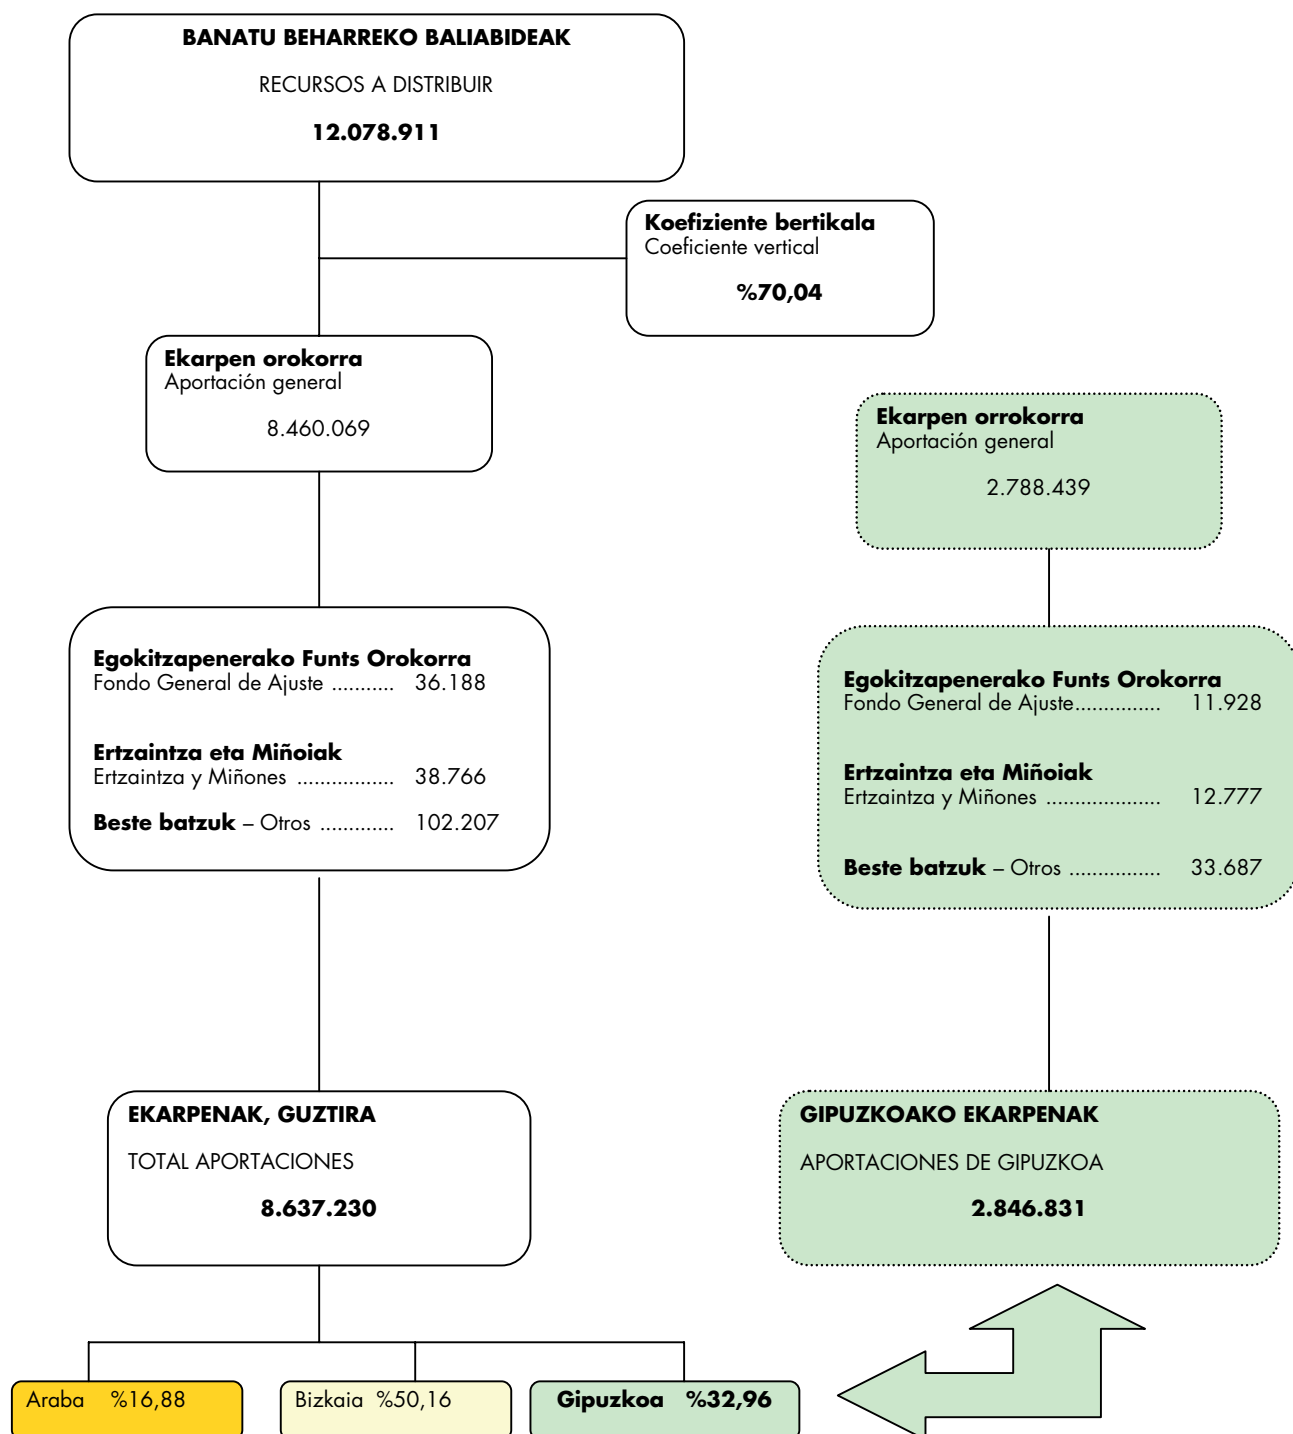 BANATU BEHARREKO BALIABIDEAK
RECURSOS A DISTRIBUIR
12.078.911
Koefiziente bertikala
Coeficiente vertical
%70,04
Ekarpen orokorra
Aportación general
8.460.069
Ekarpen orrokorra
Aportación general
2.788.439
Egokitzapenerako Funts Orokorra
Fondo General de Ajuste ........... 36.188
Ertzaintza eta Miñoiak
Ertzaintza y Miñones ................. 38.766
Beste batzuk – Otros ............. 102.207
Egokitzapenerako Funts Orokorra
Fondo General de Ajuste............... 11.928
Ertzaintza eta Miñoiak
Ertzaintza y Miñones .................... 12.777
Beste batzuk – Otros ................ 33.687
EKARPENAK, GUZTIRA
TOTAL APORTACIONES
8.637.230
GIPUZKOAKO EKARPENAK
APORTACIONES DE GIPUZKOA
2.846.831
Araba %16,88
Bizkaia %50,16
Gipuzkoa %32,96